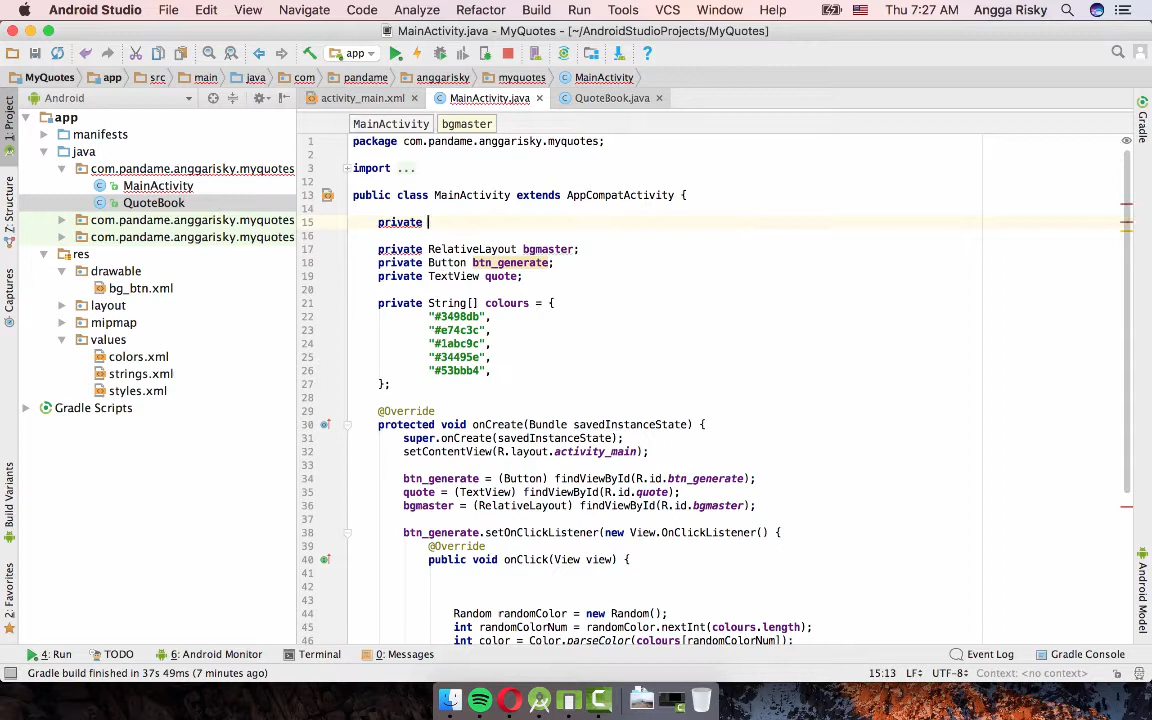 Android Studio File Edit View Navigate Code Analyze Refactor Build Run Tools VCS Window Help Thu 7:27 AM Angga Risky
MainActivity.java - MyQuotes - [~/AndroidStudioProjects/MyQuotes]
app
MyQuotes app src main java com pandame anggarisky myquotes MainActivity
Android activity_main.xml MainActivity.java QuoteBook.java
MainActivity bgmaster
1: Project
Z: Structure
Captures
Build Variants
2: Favorites
app
manifests
java
com.pandame.anggarisky.myquotes
MainActivity
QuoteBook
com.pandame.anggarisky.myquotes
com.pandame.anggarisky.myquotes
res
drawable
bg_btn.xml
layout
mipmap
values
colors.xml
strings.xml
styles.xml
Gradle Scripts
1 package com.pandame.anggarisky.myquotes;
2
3 import ...
12
13 public class MainActivity extends AppCompatActivity {
14
15 private
16
17 private RelativeLayout bgmaster;
18 private Button btn_generate;
19 private TextView quote;
20
21 private String[] colours = {
22 "#3498db",
23 "#e74c3c",
24 "#1abc9c",
25 "#34495e",
26 "#53bbb4",
27 };
28
29 @Override
30 protected void onCreate(Bundle savedInstanceState) {
31 super.onCreate(savedInstanceState);
32 setContentView(R.layout.activity_main);
33
34 btn_generate = (Button) findViewById(R.id.btn_generate);
35 quote = (TextView) findViewById(R.id.quote);
36 bgmaster = (RelativeLayout) findViewById(R.id.bgmaster);
37
38 btn_generate.setOnClickListener(new View.OnClickListener() {
39 @Override
40 public void onClick(View view) {
41
42
43
44 Random randomColor = new Random();
45 int randomColorNum = randomColor.nextInt(colours.length);
46 int color = Color.parseColor(colours[randomColorNum]);
Gradle
Android Model
4: Run TODO 6: Android Monitor Terminal 0: Messages Event Log Gradle Console
Gradle build finished in 37s 49ms (7 minutes ago) 15:13 LF UTF-8 Context: <no context>